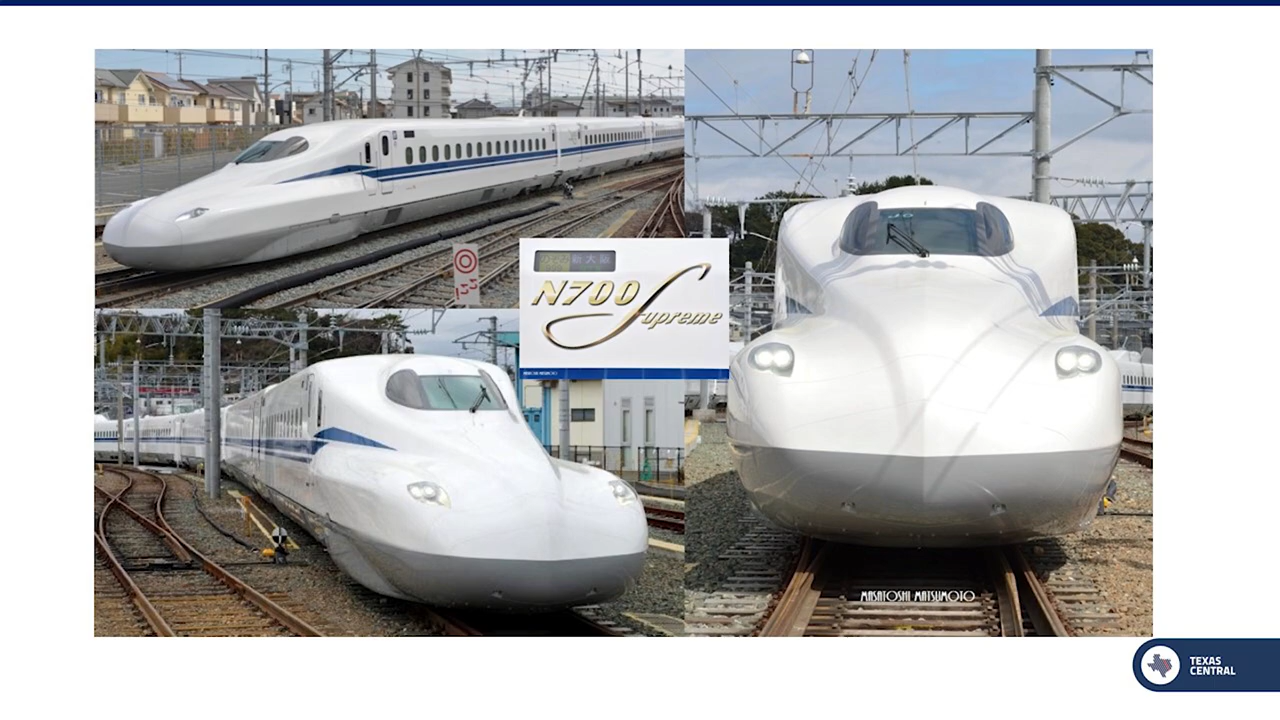 新大阪
N700
Supreme
MASATOSHI MATSUMOTO
TEXAS
CENTRAL